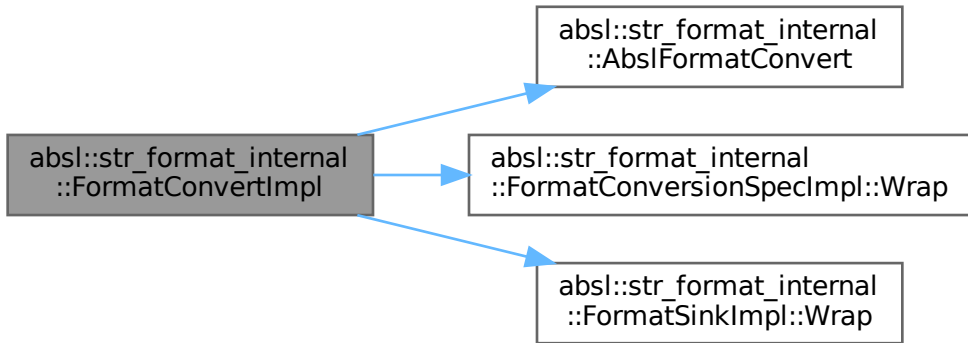 absl::str_format_internal
::FormatConvertImpl
absl::str_format_internal
::AbslFormatConvert
absl::str_format_internal
::FormatConversionSpecImpl::Wrap
absl::str_format_internal
::FormatSinkImpl::Wrap